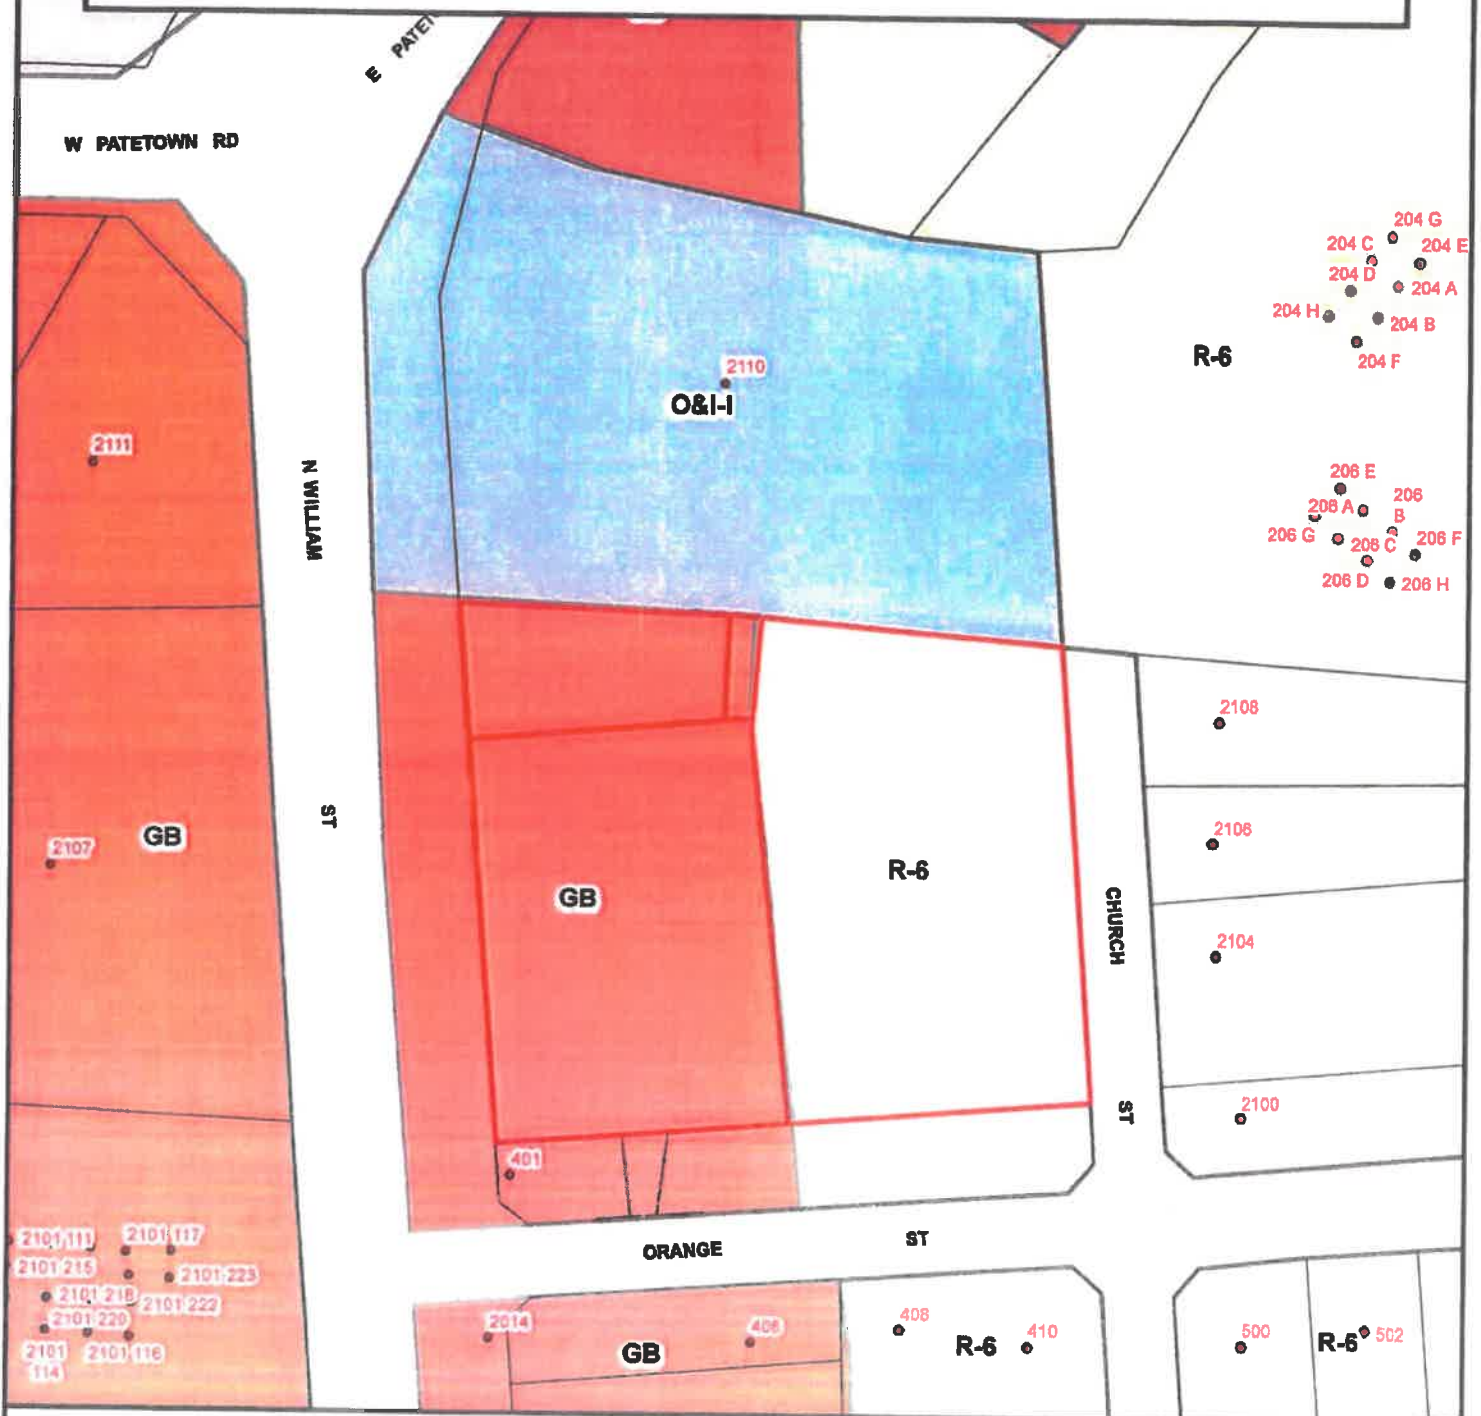 E PATE
W PATETOWN RD
204 G
204 C
204 E
204 D
204 A
204 H
204 B
204 F
R-6
2110
O&I-I
2111
N WILLIAM
206 E
206 A
206
B
206 G
206 C
206 F
206 D
206 H
2108
ST
2107
GB
2106
R-6
GB
CHURCH
2104
ST
2100
401
2101 111
2101 117
ORANGE
ST
2101 215
2101 223
2101 218
2101 222
2101 220
2101
114
2101 116
2014
406
GB
408
R-6
410
500
R-6
502